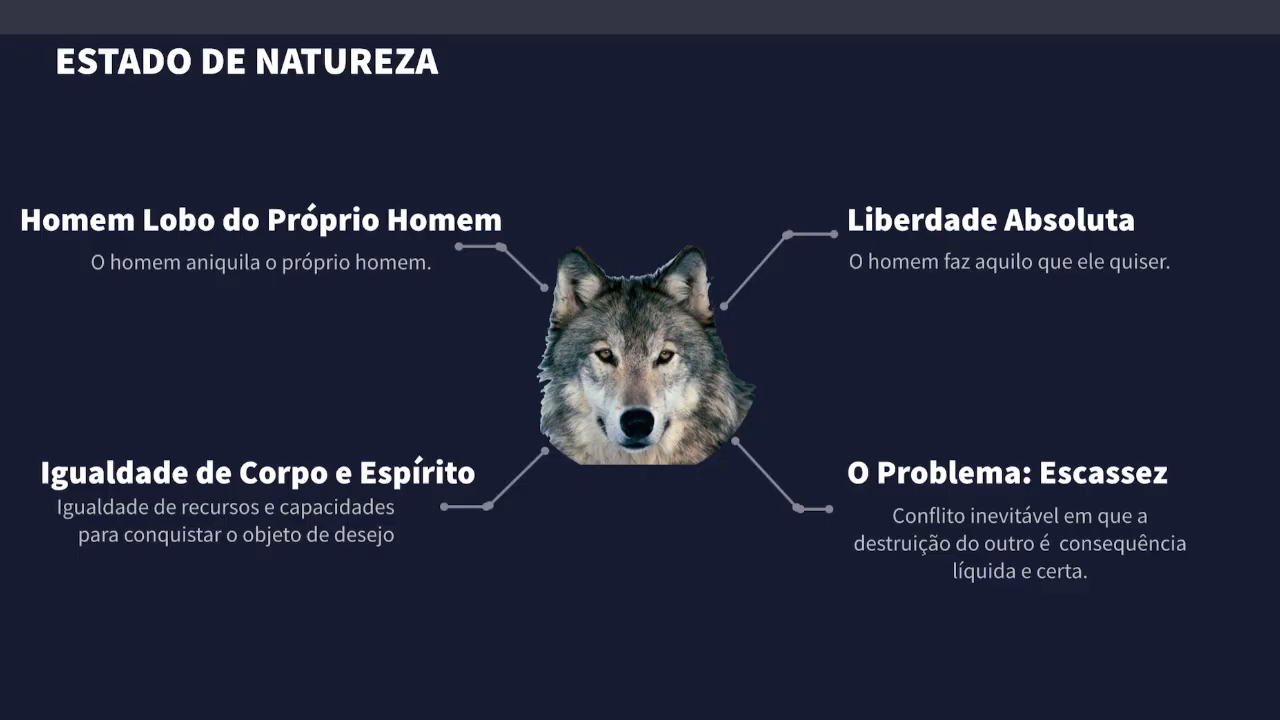 ESTADO DE NATUREZA
Homem Lobo do Próprio Homem
O homem aniquila o próprio homem.
Liberdade Absoluta
O homem faz aquilo que ele quiser.
Igualdade de Corpo e Espírito
Igualdade de recursos e capacidades
para conquistar o objeto de desejo
O Problema: Escassez
Conflito inevitável em que a
destruição do outro é consequência
líquida e certa.